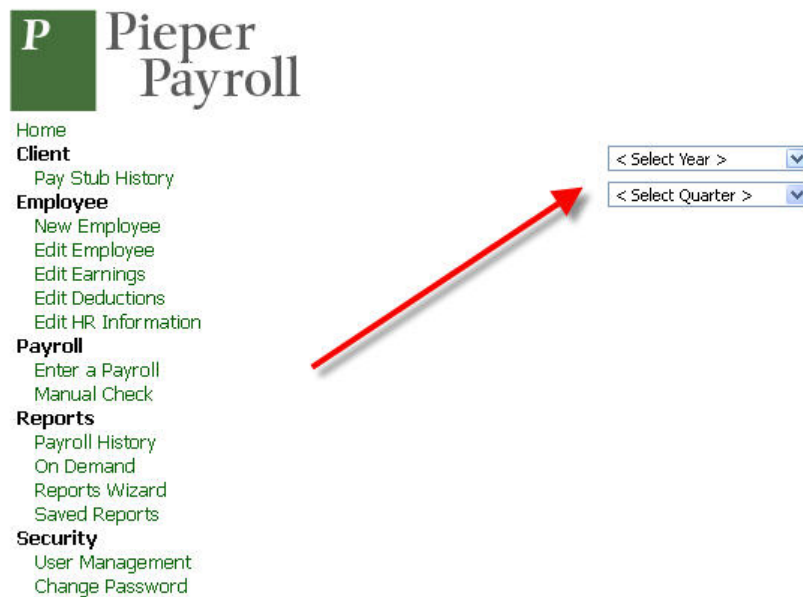 P
Pieper
Payroll
Home
Client
Pay Stub History
Employee
New Employee
Edit Employee
Edit Earnings
Edit Deductions
Edit HR Information
Payroll
Enter a Payroll
Manual Check
Reports
Payroll History
On Demand
Reports Wizard
Saved Reports
Security
User Management
Change Password
< Select Year >
< Select Quarter >